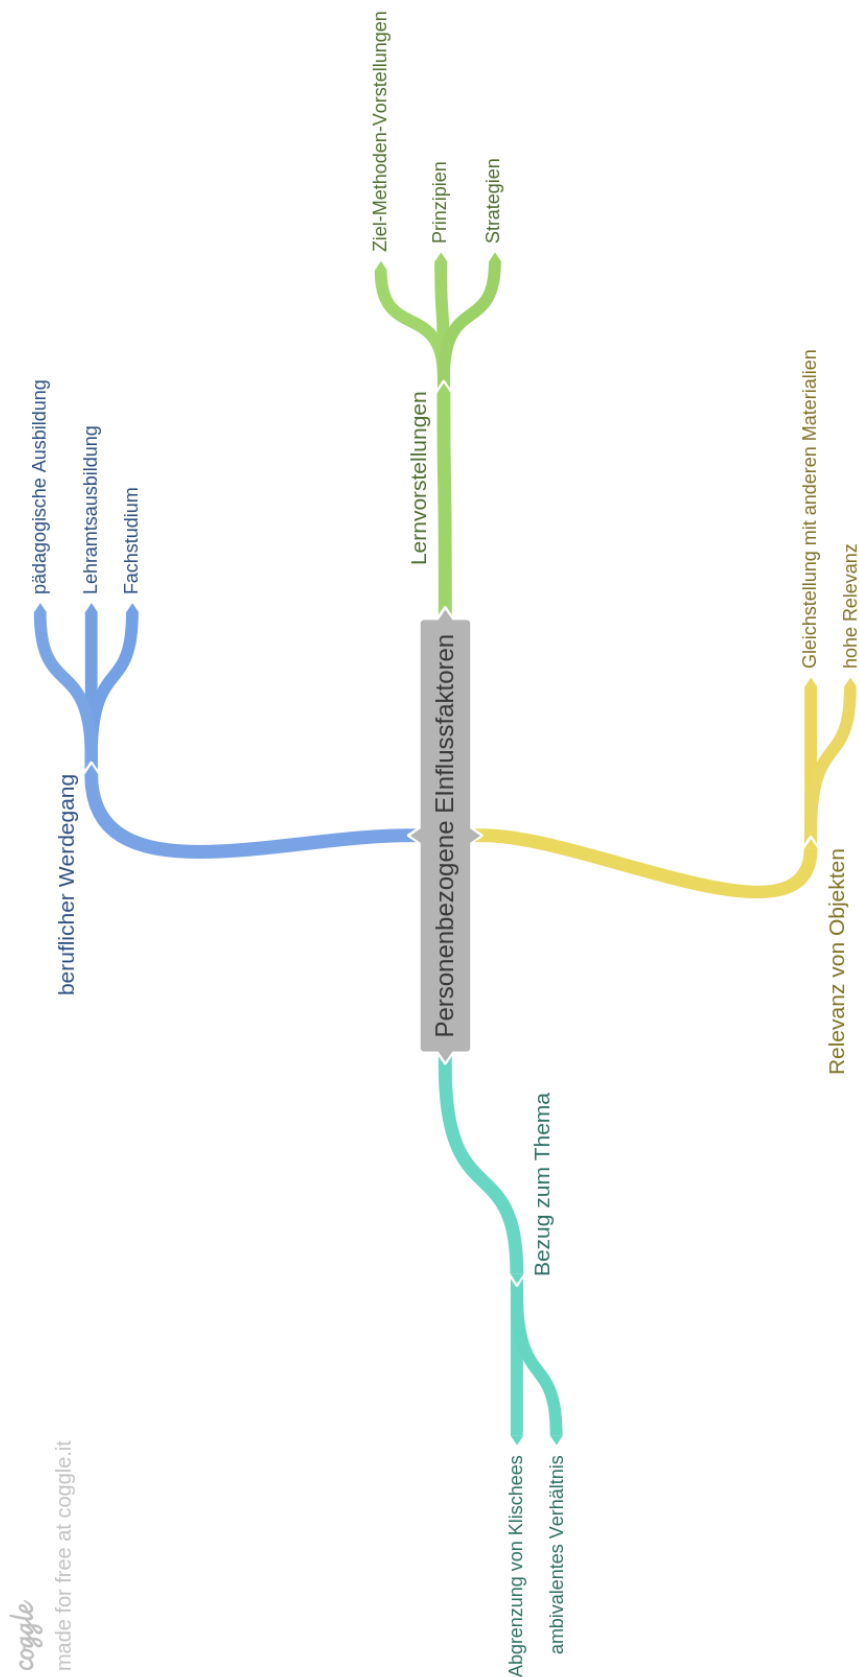 coggle
made for free at coggle.it
Personenbezogene EInflussfaktoren
beruflicher Werdegang
pädagogische Ausbildung
Lehramtsausbildung
Fachstudium
Lernvorstellungen
Ziel-Methoden-Vorstellungen
Prinzipien
Strategien
Relevanz von Objekten
Gleichstellung mit anderen Materialien
hohe Relevanz
Bezug zum Thema
Abgrenzung von Klischees
ambivalentes Verhältnis